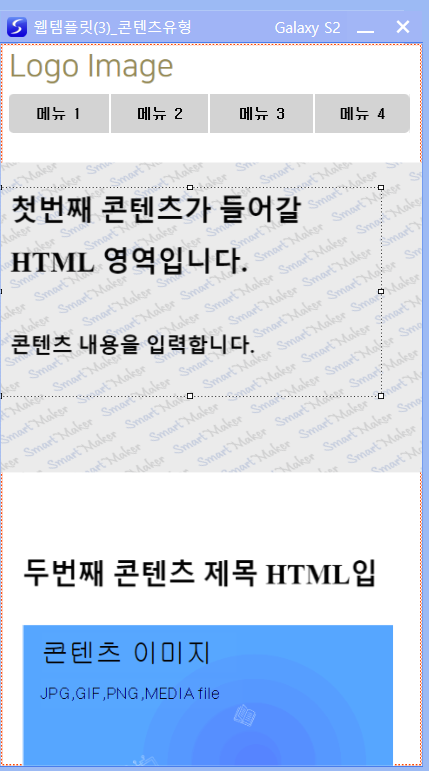 웹템플릿(3)_콘텐츠유형 Galaxy S2
Logo Image
메뉴 1 메뉴 2 메뉴 3 메뉴 4
첫번째 콘텐츠가 들어갈
HTML 영역입니다.
콘텐츠 내용을 입력합니다.
Smart Maker
두번째 콘텐츠 제목 HTML입
콘텐츠 이미지
JPG,GIF,PNG,MEDIA file